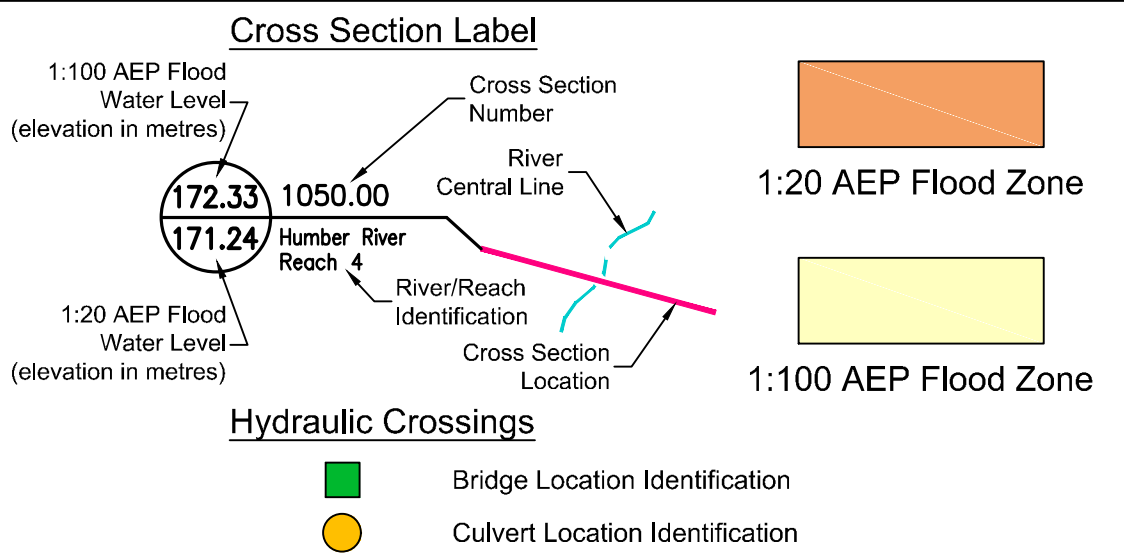 Cross Section Label
1:100 AEP Flood
Water Level
(elevation in metres)
Cross Section
Number
River
Central Line
172.33
1050.00
171.24
Humber River
Reach 4
River/Reach
Identification
1:20 AEP Flood
Water Level
(elevation in metres)
Cross Section
Location
1:20 AEP Flood Zone
1:100 AEP Flood Zone
Hydraulic Crossings
Bridge Location Identification
Culvert Location Identification